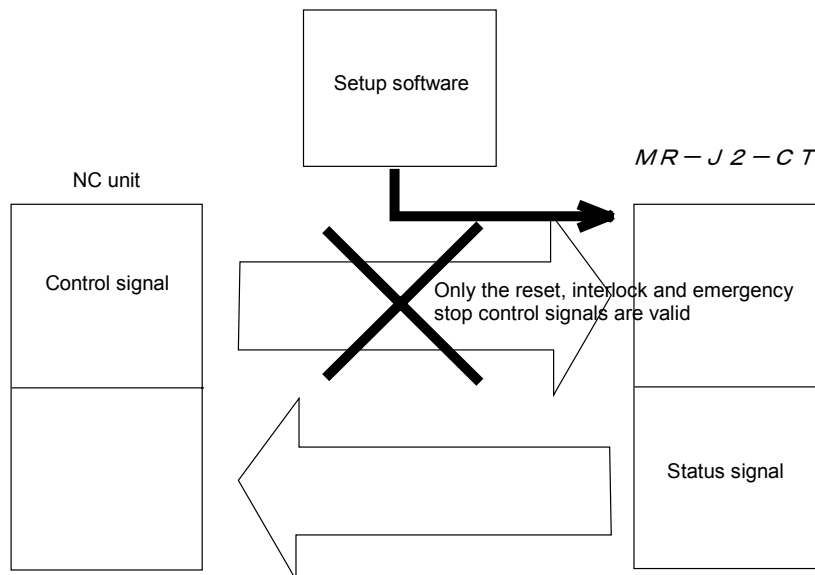 Setup software
MR－J2－CT
NC unit
Control signal
Only the reset, interlock and emergency
stop control signals are valid
Status signal